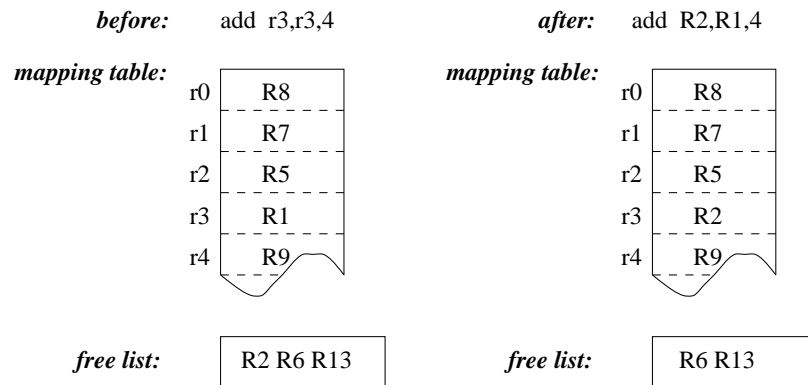 before: add r3,r3,4
mapping table:
r0 R8
r1 R7
r2 R5
r3 R1
r4 R9
free list: R2 R6 R13
after: add R2,R1,4
mapping table:
r0 R8
r1 R7
r2 R5
r3 R2
r4 R9
free list: R6 R13